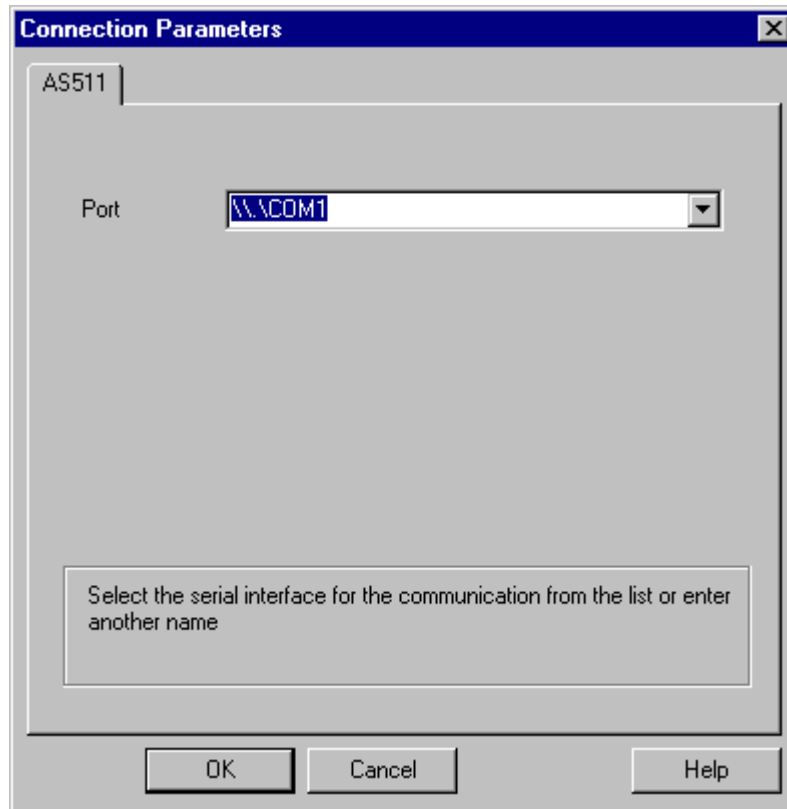 Connection Parameters
AS511
Port \\.\COM1
Select the serial interface for the communication from the list or enter
another name
OK Cancel Help